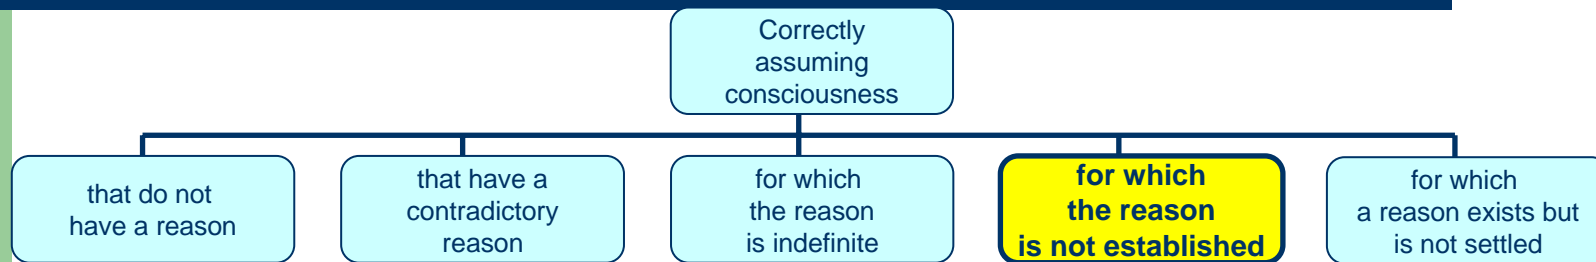 Correctly
assuming
consciousness
that do not
have a reason
that have a
contradictory
reason
for which
the reason
is indefinite
for which
the reason
is not established
for which
a reason exists but
is not settled